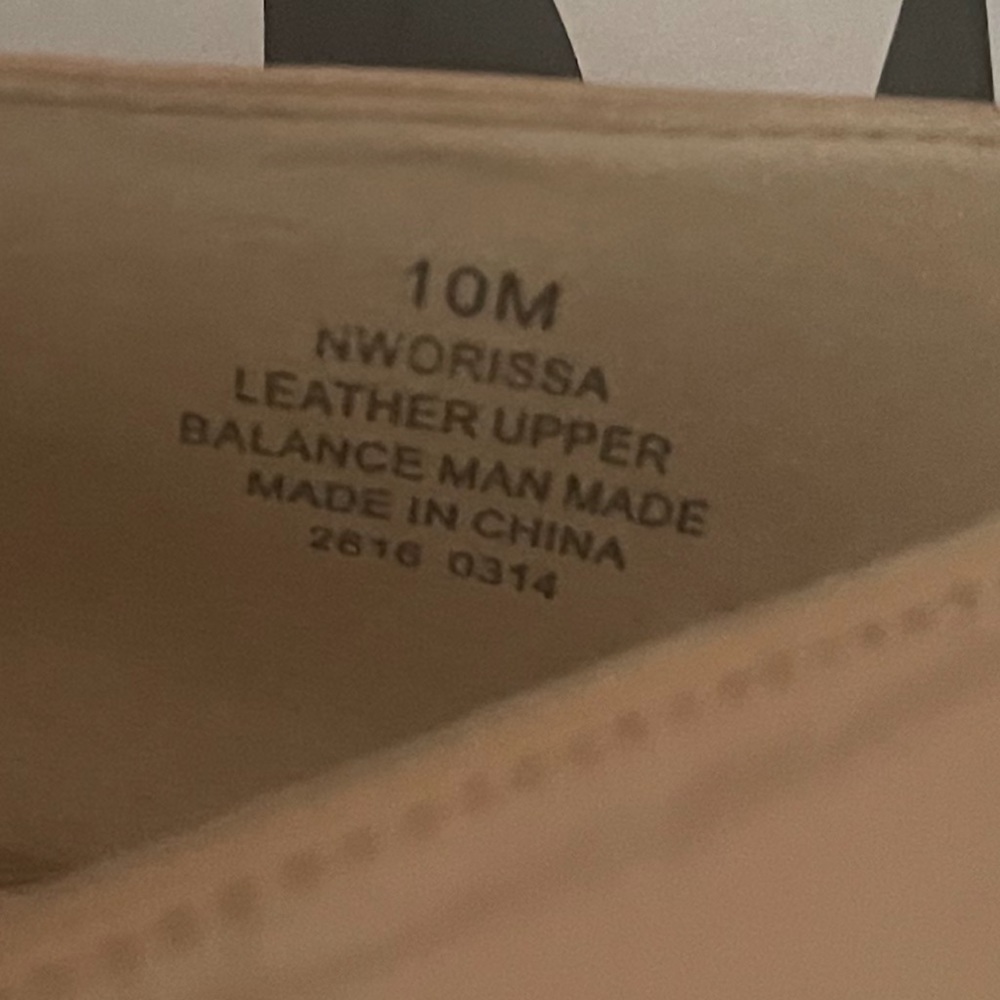 10M
NWORISSA
LEATHER UPPER
BALANCE MAN MADE
MADE IN CHINA
2616 0314